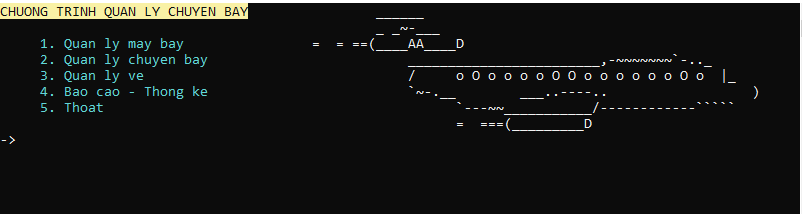 CHUONG TRINH QUAN LY CHUYEN BAY
1. Quan ly may bay
2. Quan ly chuyen bay
3. Quan ly ve
4. Bao cao - Thong ke
5. Thoat
->